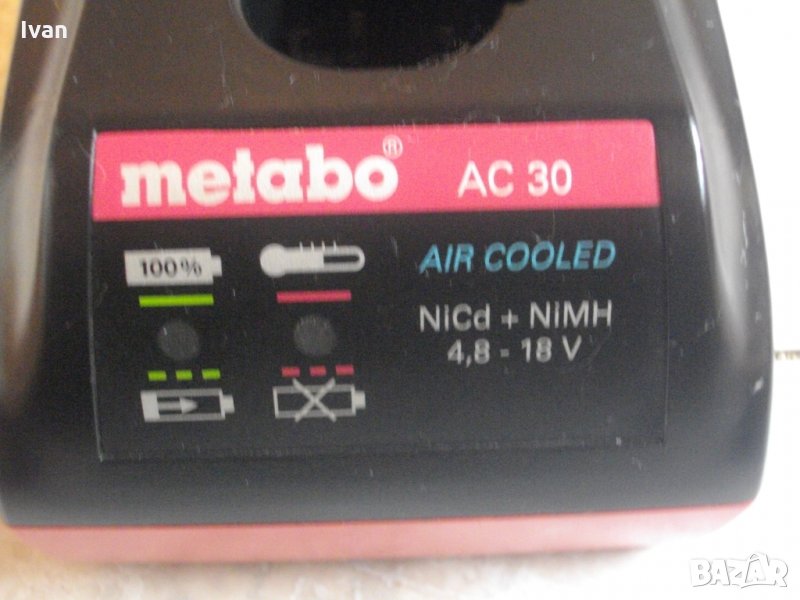 Ivan
metabo® AC 30
100%
AIR COOLED
NiCd + NiMH
4,8 - 18 V
BAZAR